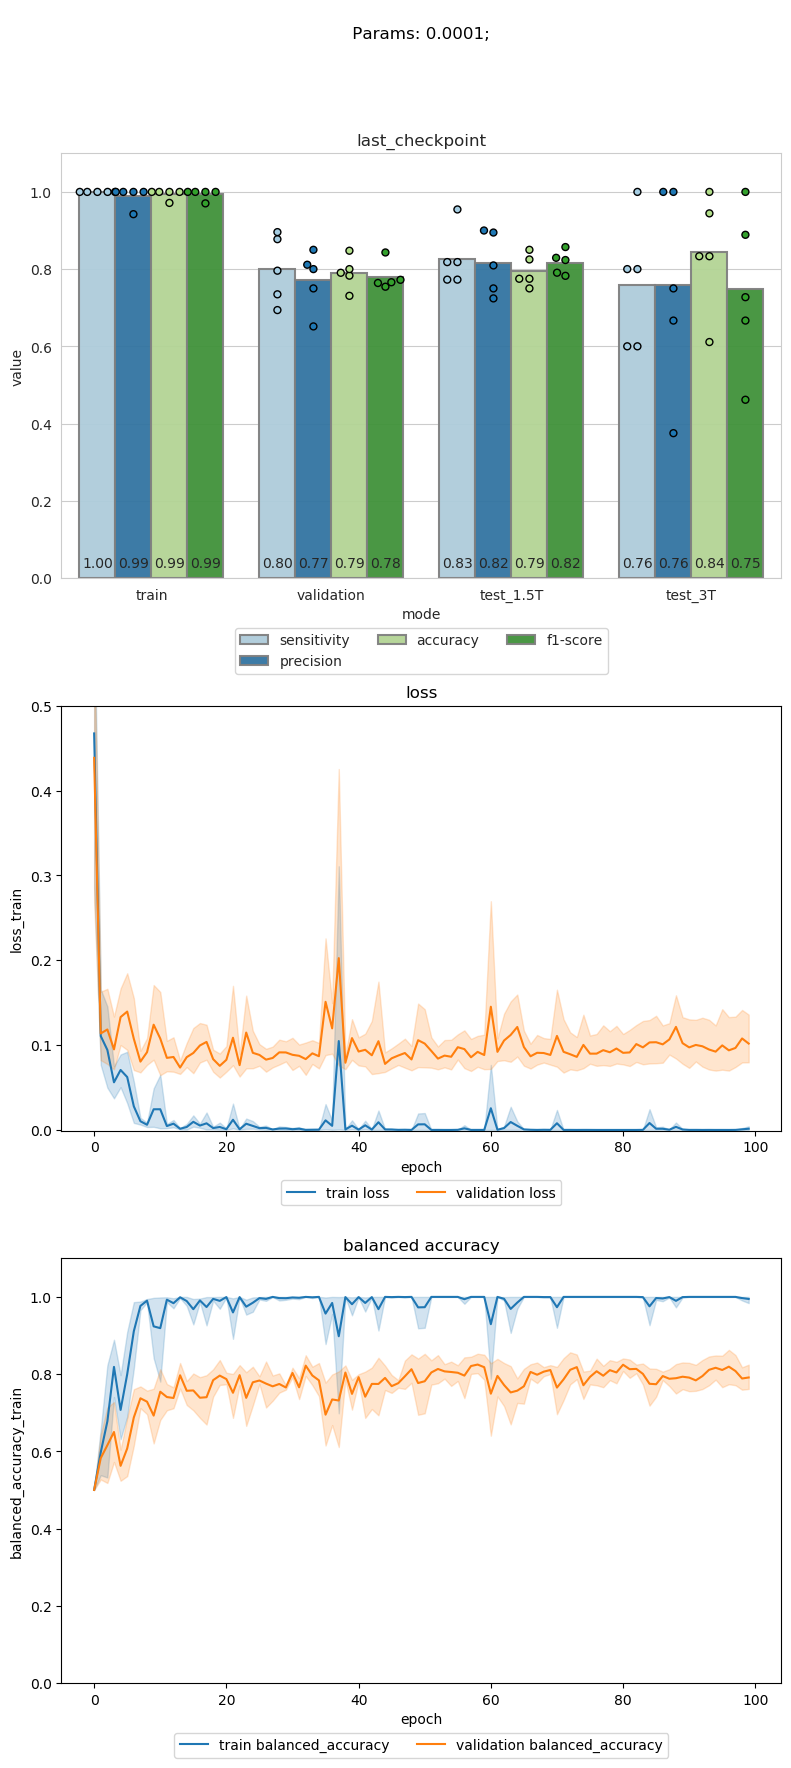 Params: 0.0001;
last_checkpoint
1.0
0.8
0.6
0.4
0.2
0.0
value
1.00 0.99 0.99 0.99 0.80 0.77 0.79 0.78 0.83 0.82 0.79 0.82 0.76 0.76 0.84 0.75
train validation test_1.5T test_3T
mode
sensitivity accuracy f1-score
precision
loss
0.5
0.4
0.3
0.2
0.1
0.0
loss_train
0 20 40 60 80 100
epoch
train loss validation loss
balanced accuracy
1.0
0.8
0.6
0.4
0.2
0.0
balanced_accuracy_train
0 20 40 60 80 100
epoch
train balanced_accuracy validation balanced_accuracy